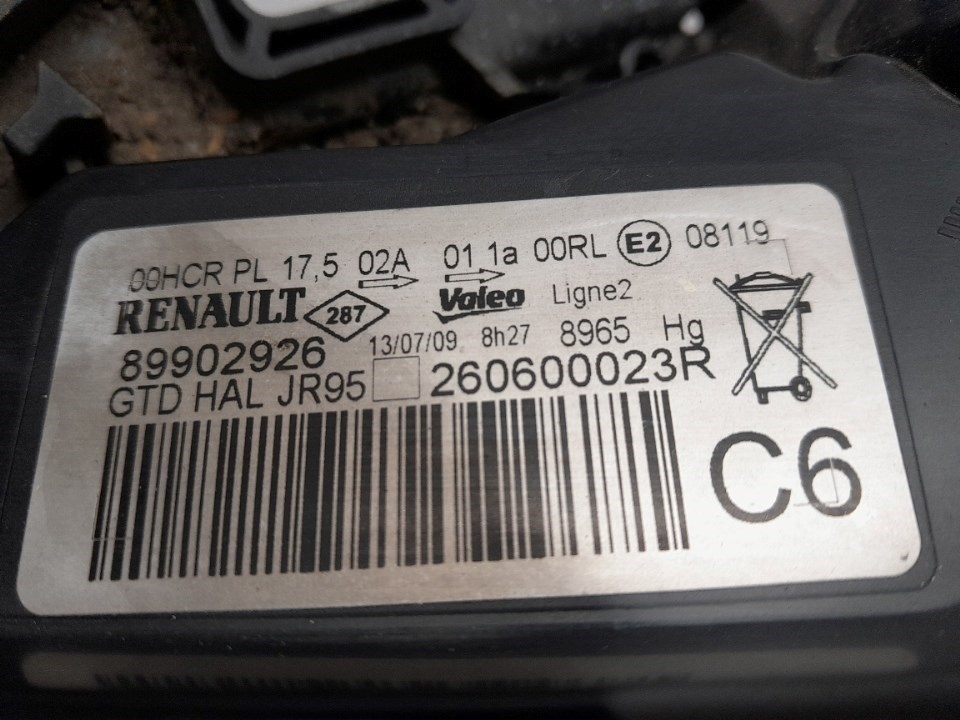 00HCR PL 17,5 02A 01 1a 00RL E2 08119
RENAULT 287 Valeo Ligne2
89902926 13/07/09 8h27 8965 Hg
GTD HAL JR95 260600023R
C6